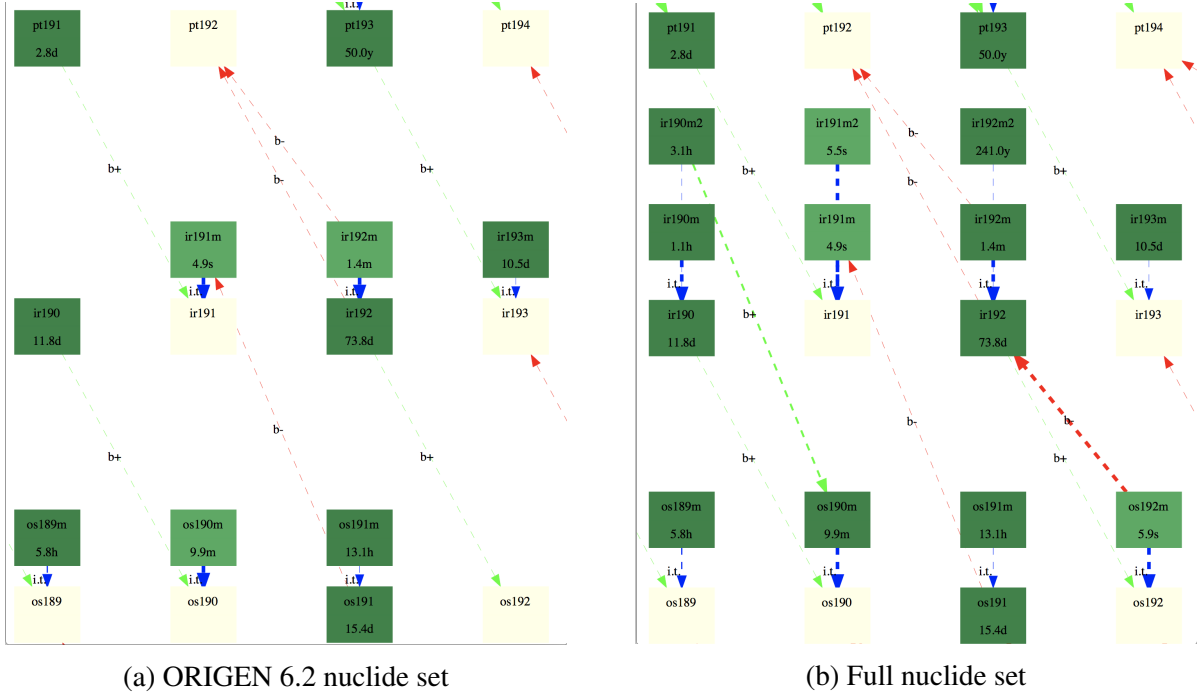 i.t.
pt191
2.8d
pt192
pt193
50.0y
pt194
b-
b+
b-
b+
ir191m
4.9s
ir192m
1.4m
ir193m
10.5d
i.t.
i.t.
i.t.
ir190
11.8d
ir191
ir192
73.8d
ir193
b-
b+
b+
os189m
5.8h
os190m
9.9m
os191m
13.1h
i.t.
i.t.
i.t.
os189
os190
os191
15.4d
os192
(a) ORIGEN 6.2 nuclide set
pt191
2.8d
pt192
pt193
50.0y
pt194
ir190m2
3.1h
ir191m2
5.5s
ir192m2
241.0y
b-
b+
b-
b+
ir190m
1.1h
ir191m
4.9s
ir192m
1.4m
ir193m
10.5d
i.t.
i.t.
i.t.
i.t.
ir190
11.8d
b+
ir191
ir192
73.8d
ir193
b-
b-
b+
b+
os189m
5.8h
os190m
9.9m
os191m
13.1h
os192m
5.9s
i.t.
i.t.
i.t.
i.t.
os189
os190
os191
15.4d
os192
(b) Full nuclide set